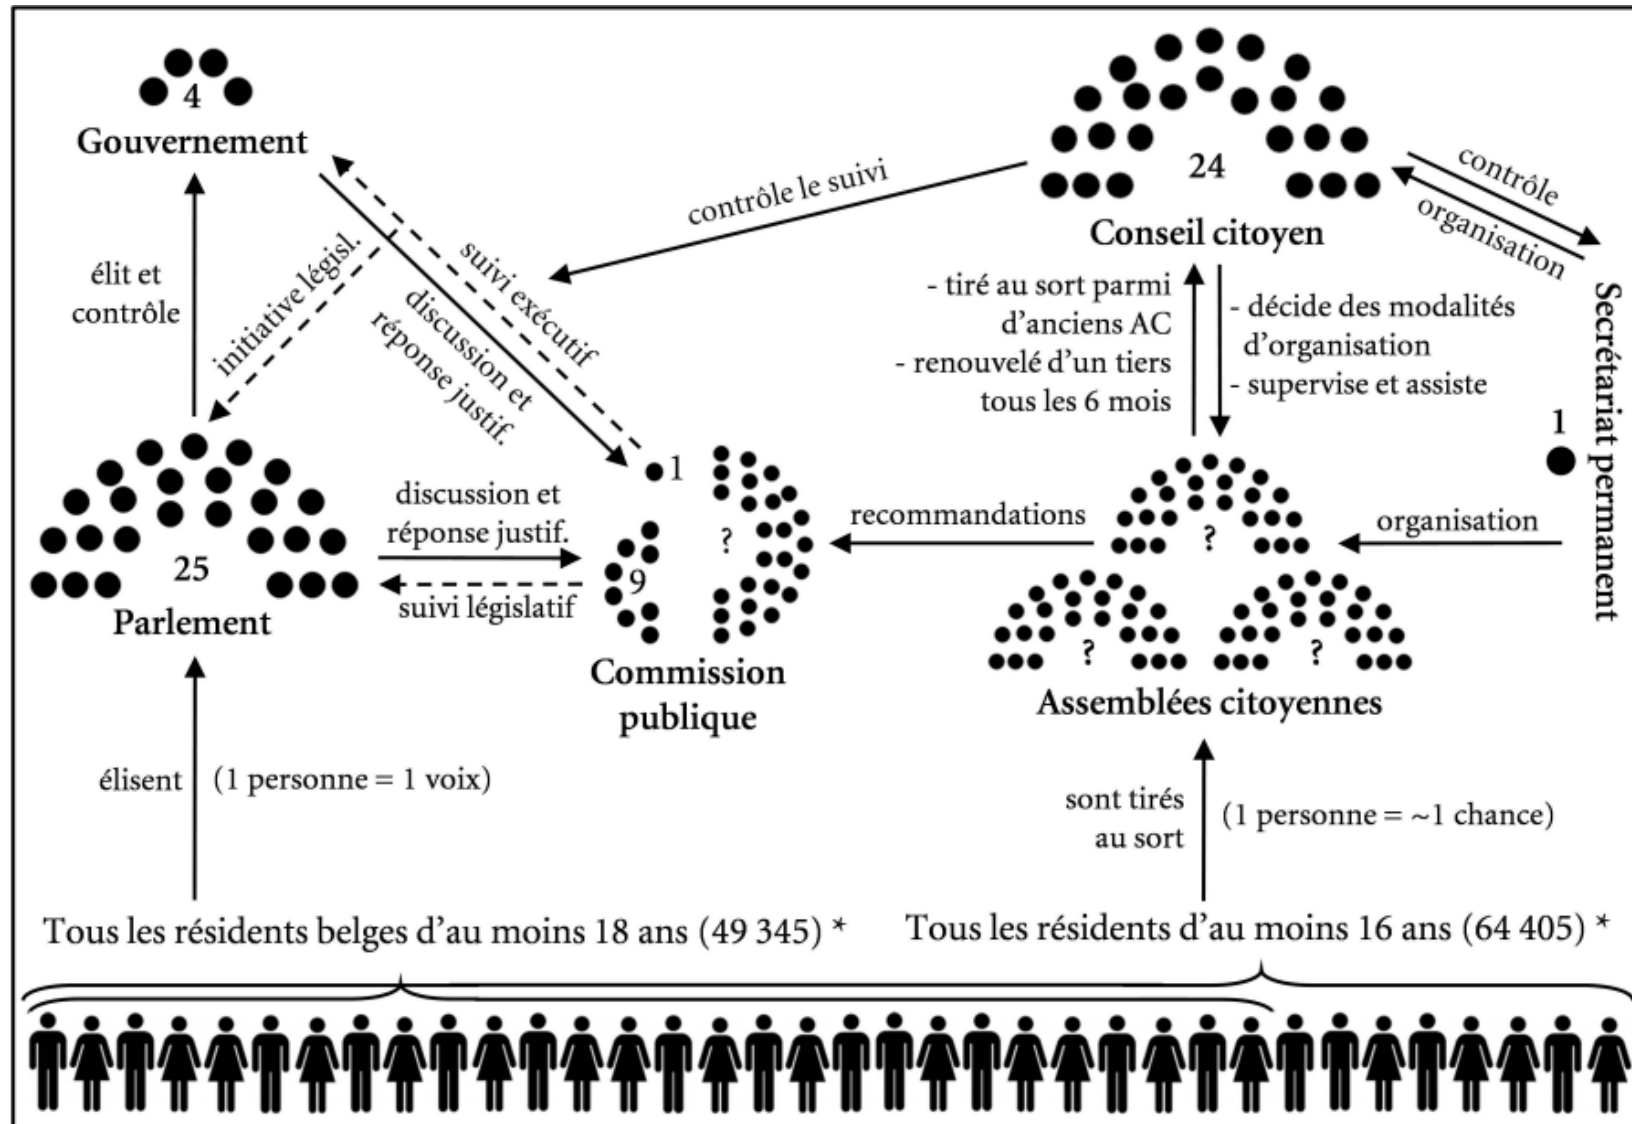 4
Gouvernement
24
Conseil citoyen
contrôle le suivi
contrôle
organisation
élit et
contrôle
initiative législ.
suivi exécutif
discussion et
réponse justif.
- tiré au sort parmi
d’anciens AC
- renouvelé d’un tiers
tous les 6 mois
- décide des modalités
d’organisation
- supervise et assiste
Secrétariat permanent
1
25
Parlement
discussion et
réponse justif.
suivi législatif
1
9
?
Commission
publique
recommandations
organisation
?
?
?
Assemblées citoyennes
élisent
(1 personne = 1 voix)
sont tirés
au sort
(1 personne = ~1 chance)
Tous les résidents belges d’au moins 18 ans (49 345) *
Tous les résidents d’au moins 16 ans (64 405) *